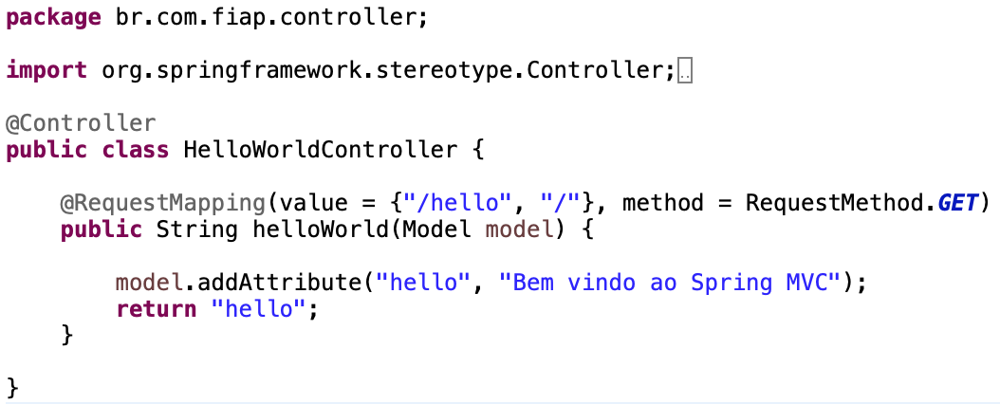 package br.com.fiap.controller;
import org.springframework.stereotype.Controller;..
@Controller
public class HelloWorldController {
@RequestMapping(value = {"/hello", "/"}, method = RequestMethod.GET)
public String helloWorld(Model model) {
model.addAttribute("hello", "Bem vindo ao Spring MVC");
return "hello";
}
}